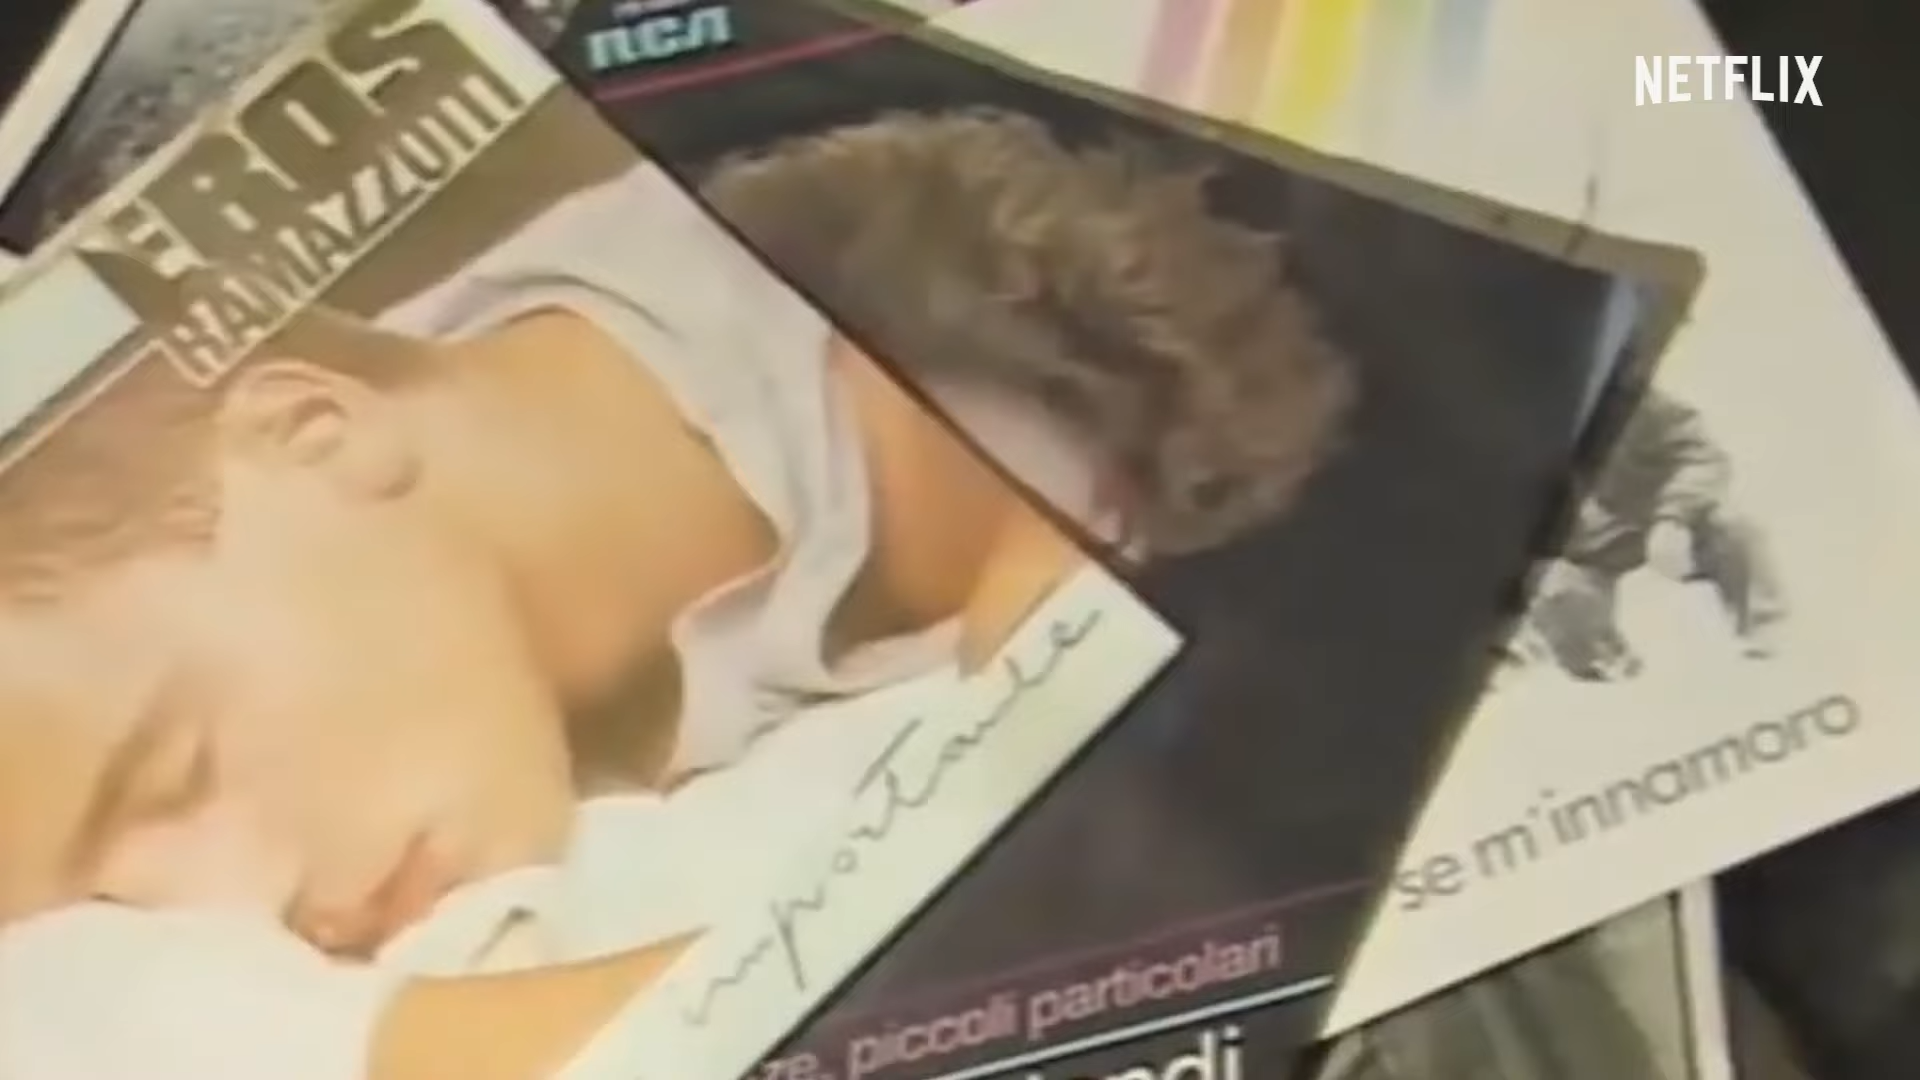 NETFLIX
RCA
EROS
RAMAZZOTTI
importante
se m'innamoro
piccoli particolari